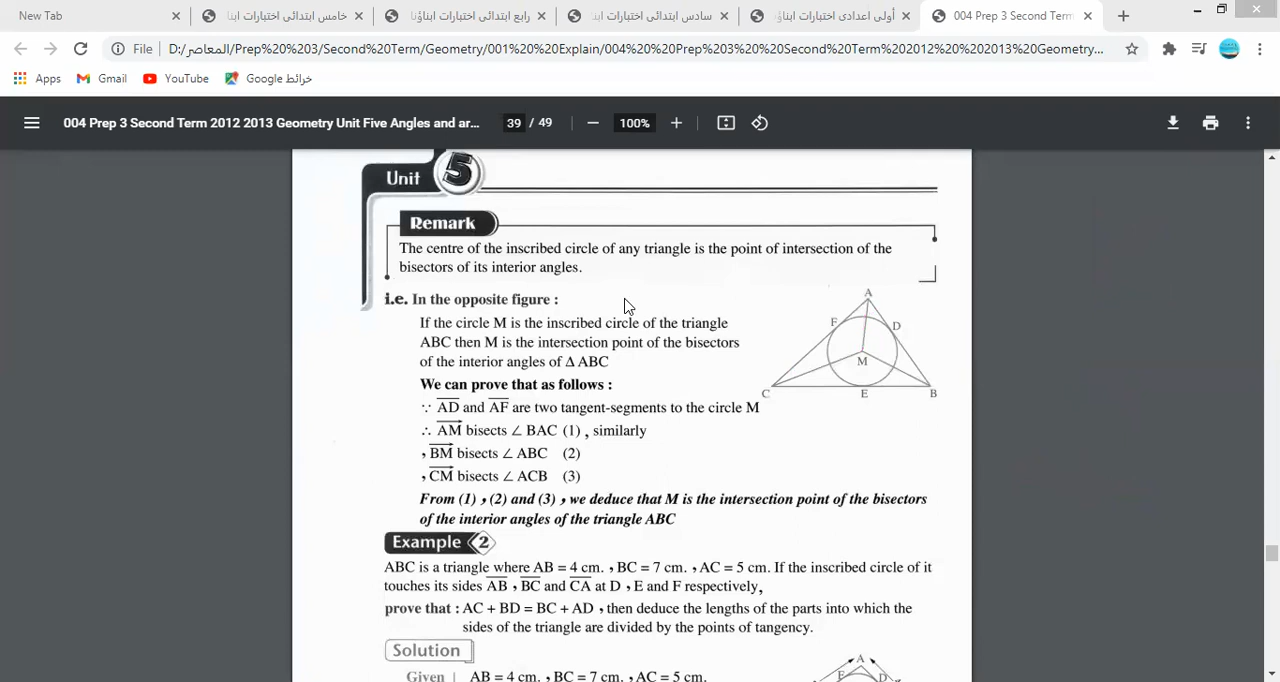 New Tab
خامس ابتدائى اختبارات ابنا
رابع ابتدائى اختبارات ابناؤنا
سادس ابتدائى اختبارات ابنا
أولى اعدادى اختبارات ابناؤ
004 Prep 3 Second Term
File
D:/المعاصر/Prep%20%203/Second%20Term/Geometry/001%20%20Explain/004%20%20Prep%203%20%20Second%20Term%202012%20%202013%20Geometry...
Apps
Gmail
YouTube
Google خرائط
004 Prep 3 Second Term 2012 2013 Geometry Unit Five Angles and ar...
39 / 49
100%
Unit 5
Remark
The centre of the inscribed circle of any triangle is the point of intersection of the
bisectors of its interior angles.
i.e. In the opposite figure :
If the circle M is the inscribed circle of the triangle
ABC then M is the intersection point of the bisectors
of the interior angles of Δ ABC
We can prove that as follows :
∵ AD and AF are two tangent-segments to the circle M
∴ AM bisects ∠ BAC (1) , similarly
, BM bisects ∠ ABC (2)
, CM bisects ∠ ACB (3)
From (1) , (2) and (3) , we deduce that M is the intersection point of the bisectors
of the interior angles of the triangle ABC
A
F
D
M
C
E
B
Example 2
ABC is a triangle where AB = 4 cm. , BC = 7 cm. , AC = 5 cm. If the inscribed circle of it
touches its sides AB , BC and CA at D , E and F respectively,
prove that : AC + BD = BC + AD , then deduce the lengths of the parts into which the
sides of the triangle are divided by the points of tangency.
Solution
Given AB = 4 cm. , BC = 7 cm. , AC = 5 cm.
A
F
D